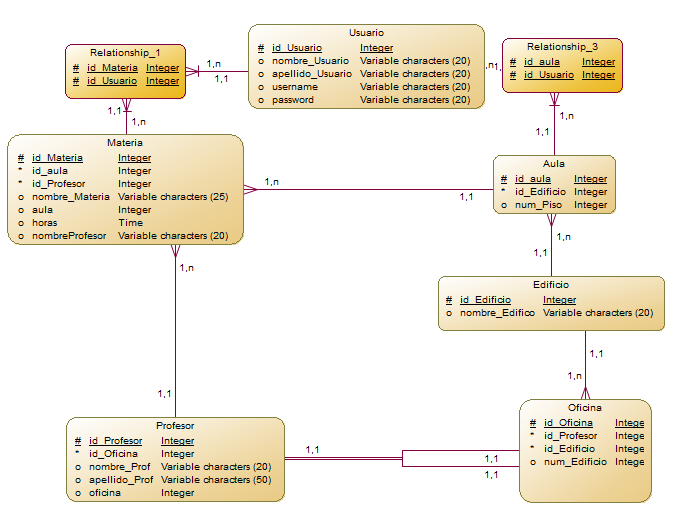 Usuario
# id_Usuario Integer
o nombre_Usuario Variable characters (20)
o apellido_Usuario Variable characters (20)
o username Variable characters (20)
o password Variable characters (20)
Relationship_1
# id_Materia Integer
# id_Usuario Integer
1,n
1,1
Relationship_3
# id_aula Integer
# id_Usuario Integer
,n
1,
1,1
1,n
1,n
1,1
Materia
# id_Materia Integer
* id_aula Integer
* id_Profesor Integer
o nombre_Materia Variable characters (25)
o aula Integer
o horas Time
o nombreProfesor Variable characters (20)
1,n
1,1
Aula
# id_aula Integer
* id_Edificio Integer
o num_Piso Integer
1,n
1,1
1,n
Edificio
# id_Edificio Integer
o nombre_Edifico Variable characters (20)
1,1
1,n
1,1
Profesor
# id_Profesor Integer
* id_Oficina Integer
o nombre_Prof Variable characters (20)
o apellido_Prof Variable characters (50)
o oficina Integer
1,1
1,1
1,1
Oficina
# id_Oficina Intege
* id_Profesor Intege
* id_Edificio Intege
o num_Edificio Intege